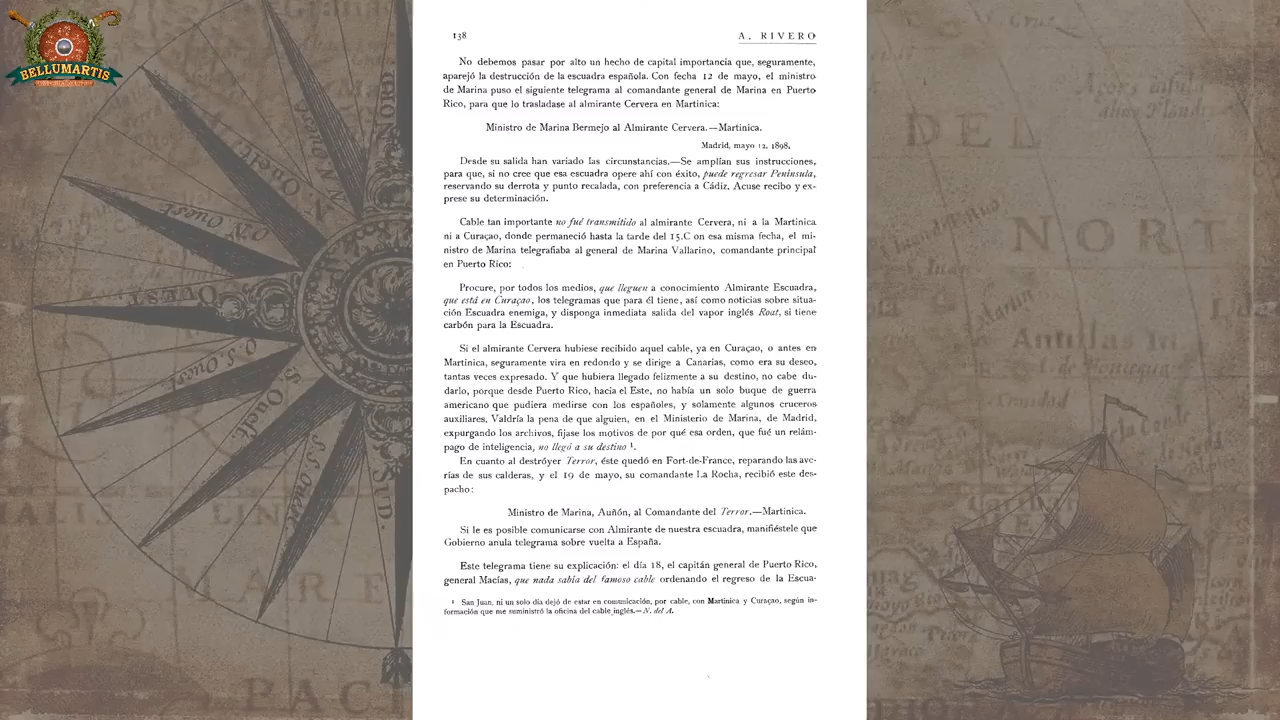 BELLUMARTIS
138
A. RIVERO
No debemos pasar por alto un hecho de capital importancia que, seguramente,
aparejó la destrucción de la escuadra española. Con fecha 12 de mayo, el ministro
de Marina puso el siguiente telegrama al comandante general de Marina en Puerto
Rico, para que lo trasladase al almirante Cervera en Martinica:
Ministro de Marina Bermejo al Almirante Cervera.—Martinica.
Madrid, mayo 12, 1898.
Desde su salida han variado las circunstancias.—Se amplían sus instrucciones,
para que, si no cree que esa escuadra opere ahí con éxito, puede regresar Península,
reservando su derrota y punto recalada, con preferencia a Cádiz. Acuse recibo y ex-
prese su determinación.
Cable tan importante no fué transmitido al almirante Cervera, ni a la Martinica
ni a Curaçao, donde permaneció hasta la tarde del 15.C on esa misma fecha, el mi-
nistro de Marina telegrafiaba al general de Marina Vallarino, comandante principal
en Puerto Rico:
Procure, por todos los medios, que lleguen a conocimiento Almirante Escuadra,
que está en Curaçao, los telegramas que para él tiene, así como noticias sobre situa-
ción Escuadra enemiga, y disponga inmediata salida del vapor inglés Roat, si tiene
carbón para la Escuadra.
Si el almirante Cervera hubiese recibido aquel cable, ya en Curaçao, o antes en
Martinica, seguramente vira en redondo y se dirige a Canarias, como era su deseo,
tantas veces expresado. Y que hubiera llegado felizmente a su destino, no cabe du-
darlo, porque desde Puerto Rico, hacia el Este, no había un solo buque de guerra
americano que pudiera medirse con los españoles, y solamente algunos cruceros
auxiliares. Valdría la pena de que alguien, en el Ministerio de Marina, de Madrid,
expurgando los archivos, fijase los motivos de por qué esa orden, que fué un relám-
pago de inteligencia, no llegó a su destino ¹.
En cuanto al destróyer Terror, éste quedó en Fort-de-France, reparando las ave-
rías de sus calderas, y el 19 de mayo, su comandante La Rocha, recibió este des-
pacho:
Ministro de Marina, Auñón, al Comandante del Terror.—Martinica.
Si le es posible comunicarse con Almirante de nuestra escuadra, manifiéstele que
Gobierno anula telegrama sobre vuelta a España.
Este telegrama tiene su explicación: el día 18, el capitán general de Puerto Rico,
general Macías, que nada sabía del famoso cable ordenando el regreso de la Escua-
¹ San Juan, ni un solo día dejó de estar en comunicación, por cable, con Martinica y Curaçao, según in-
formación que me suministró la oficina del cable inglés.—N. del A.